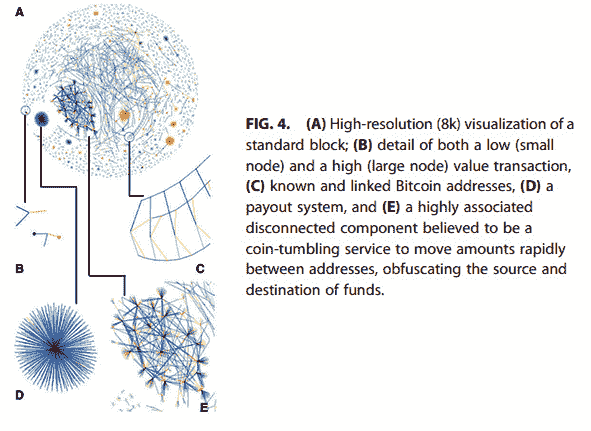 A
B
C
D
E
FIG. 4. (A) High-resolution (8k) visualization of a
standard block; (B) detail of both a low (small
node) and a high (large node) value transaction,
(C) known and linked Bitcoin addresses, (D) a
payout system, and (E) a highly associated
disconnected component believed to be a
coin-tumbling service to move amounts rapidly
between addresses, obfuscating the source and
destination of funds.